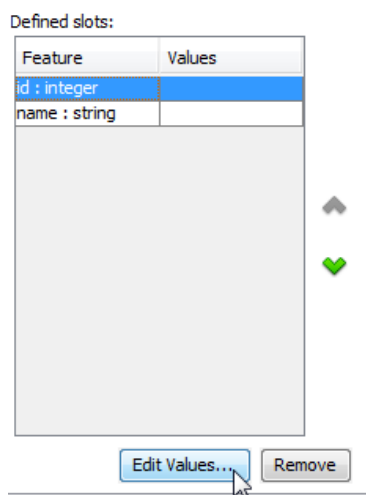 Defined slots:
Feature Values
id : integer
name : string
Edit Values... Remove